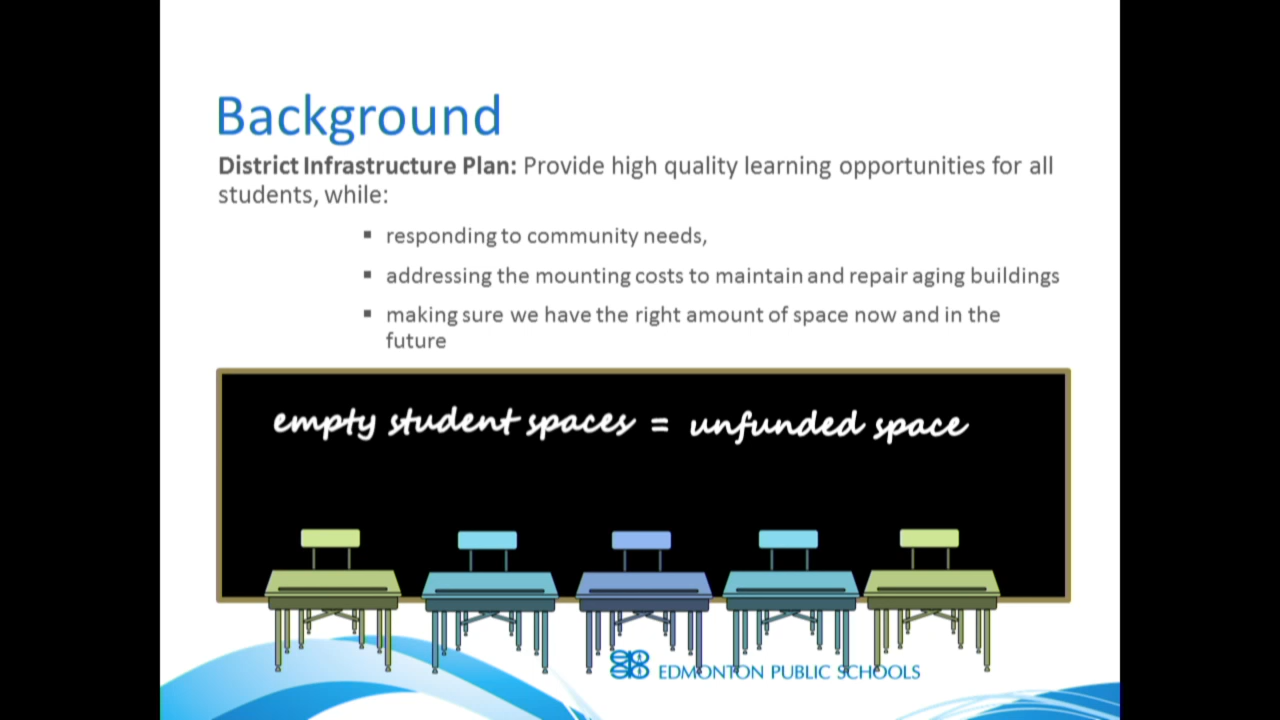 Background
District Infrastructure Plan: Provide high quality learning opportunities for all
students, while:
▪ responding to community needs,
▪ addressing the mounting costs to maintain and repair aging buildings
▪ making sure we have the right amount of space now and in the
future
empty student spaces = unfunded space
EDMONTON PUBLIC SCHOOLS